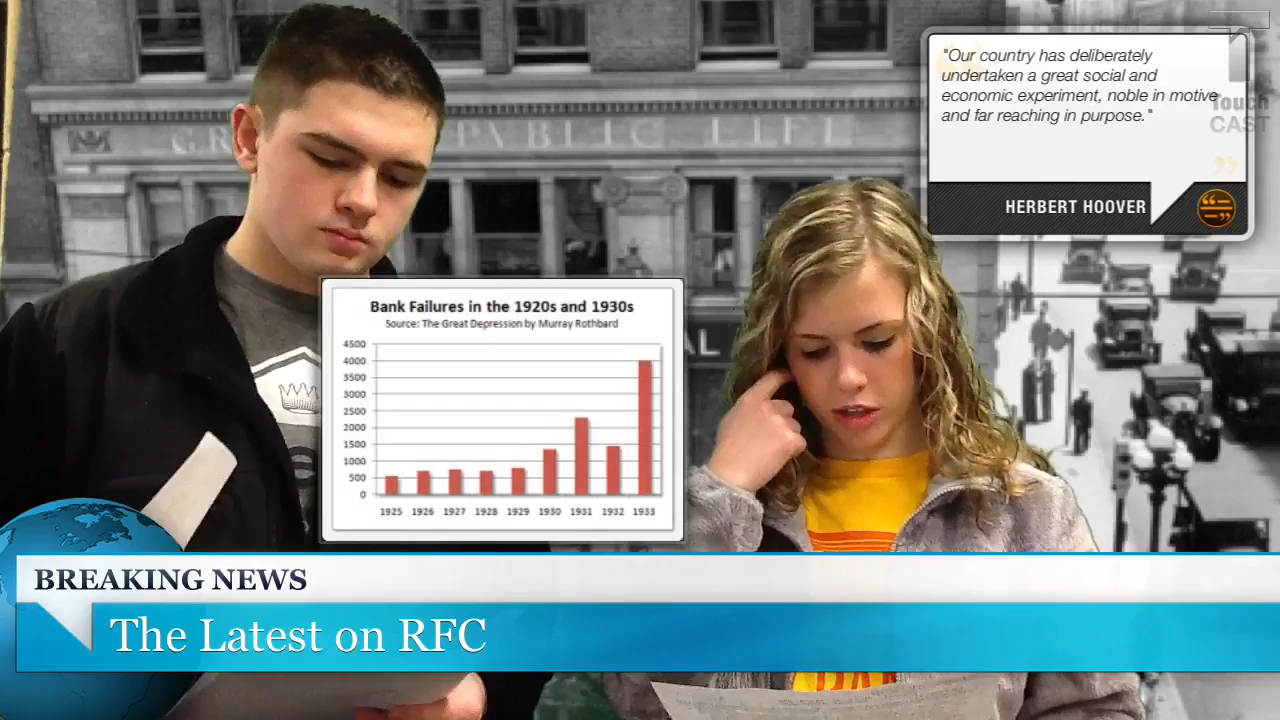 "Our country has deliberately
undertaken a great social and
economic experiment, noble in motive
and far reaching in purpose."
Touch
CAST
HERBERT HOOVER
PUBLIC LIFE
Bank Failures in the 1920s and 1930s
Source: The Great Depression by Murray Rothbard
4500
4000
3500
3000
2500
2000
1500
1000
500
0
1925 1926 1927 1928 1929 1930 1931 1932 1933
BREAKING NEWS
The Latest on RFC